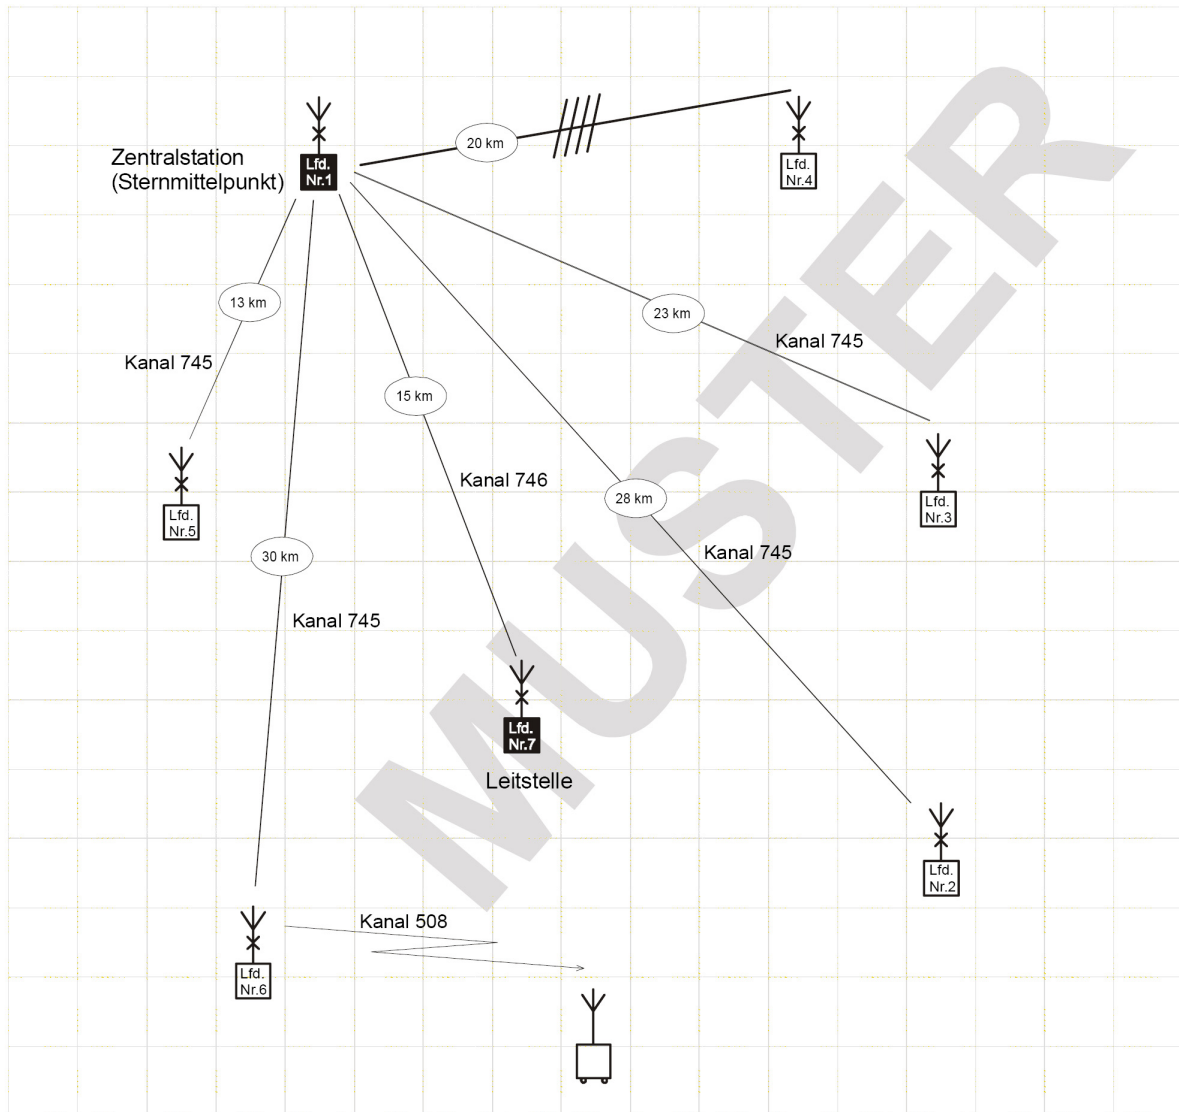 Lfd.
Nr.1
Zentralstation
(Sternmittelpunkt)
20 km
Lfd.
Nr.4
13 km
23 km
Kanal 745
Kanal 745
15 km
Kanal 746
28 km
Lfd.
Nr.5
Lfd.
Nr.3
30 km
Kanal 745
Kanal 745
Lfd.
Nr.7
Leitstelle
Lfd.
Nr.2
Kanal 508
Lfd.
Nr.6
MUSTER